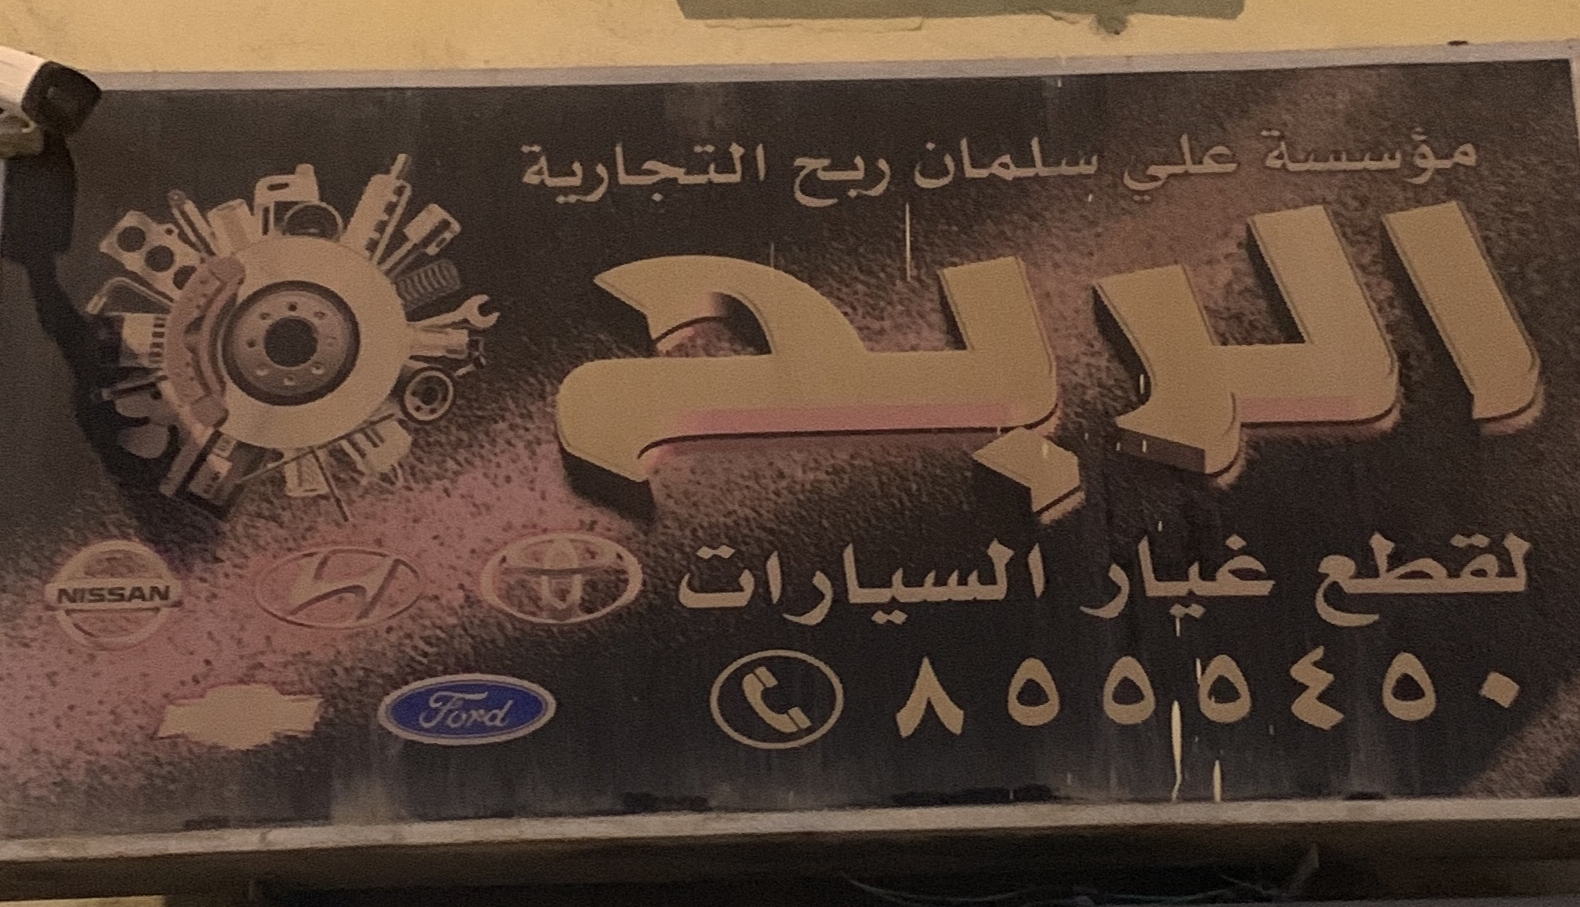 مؤسسة علي سلمان ربح التجارية
الربح
لقطع غيار السيارات
NISSAN
٨٥٥٥٤٥٠
Ford